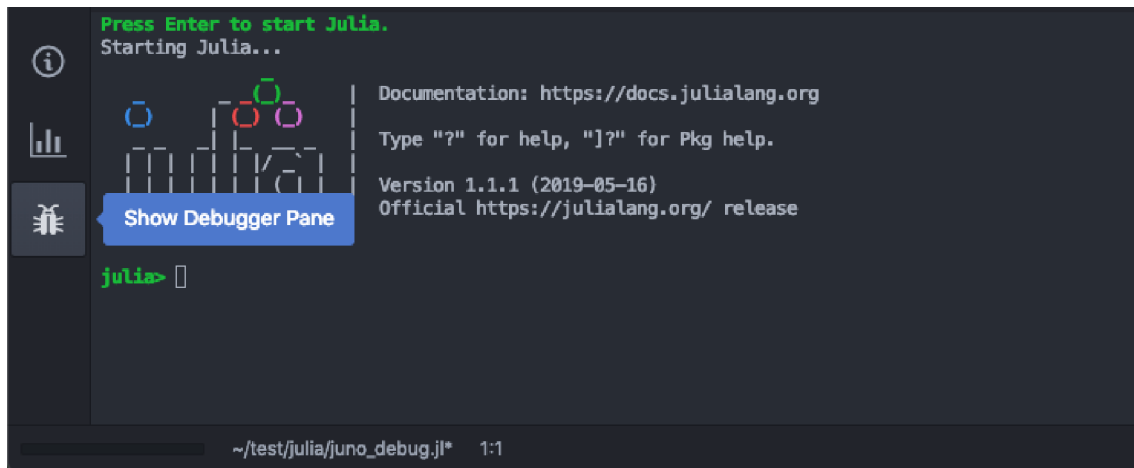 Press Enter to start Julia.
Starting Julia...
Documentation: https://docs.julialang.org
Type "?" for help, "]?" for Pkg help.
Version 1.1.1 (2019-05-16)
Official https://julialang.org/ release
Show Debugger Pane
julia>
~/test/julia/juno_debug.jl* 1:1